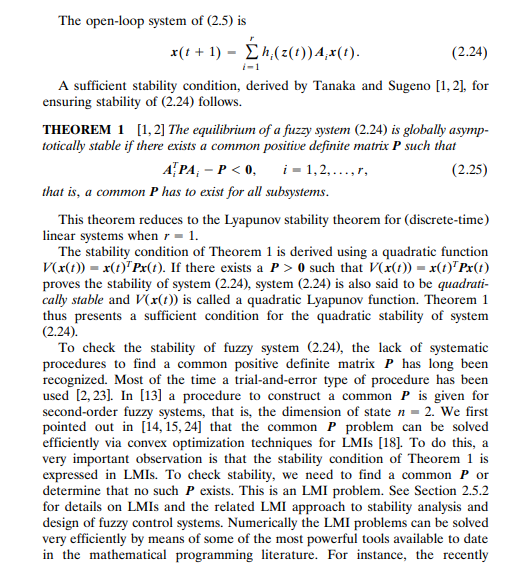 The open-loop system of (2.5) is
x(t + 1) = ∑_{i=1}^{r} h_i(z(t))A_i x(t). (2.24)
A sufficient stability condition, derived by Tanaka and Sugeno [1, 2], for
ensuring stability of (2.24) follows.
THEOREM 1 [1, 2] The equilibrium of a fuzzy system (2.24) is globally asymp-
totically stable if there exists a common positive definite matrix P such that
A_i^T PA_i − P < 0, i = 1, 2, . . . , r, (2.25)
that is, a common P has to exist for all subsystems.
This theorem reduces to the Lyapunov stability theorem for (discrete-time)
linear systems when r = 1.
The stability condition of Theorem 1 is derived using a quadratic function
V(x(t)) = x(t)^T Px(t). If there exists a P > 0 such that V(x(t)) = x(t)^T Px(t)
proves the stability of system (2.24), system (2.24) is also said to be quadrati-
cally stable and V(x(t)) is called a quadratic Lyapunov function. Theorem 1
thus presents a sufficient condition for the quadratic stability of system
(2.24).
To check the stability of fuzzy system (2.24), the lack of systematic
procedures to find a common positive definite matrix P has long been
recognized. Most of the time a trial-and-error type of procedure has been
used [2, 23]. In [13] a procedure to construct a common P is given for
second-order fuzzy systems, that is, the dimension of state n = 2. We first
pointed out in [14, 15, 24] that the common P problem can be solved
efficiently via convex optimization techniques for LMIs [18]. To do this, a
very important observation is that the stability condition of Theorem 1 is
expressed in LMIs. To check stability, we need to find a common P or
determine that no such P exists. This is an LMI problem. See Section 2.5.2
for details on LMIs and the related LMI approach to stability analysis and
design of fuzzy control systems. Numerically the LMI problems can be solved
very efficiently by means of some of the most powerful tools available to date
in the mathematical programming literature. For instance, the recently